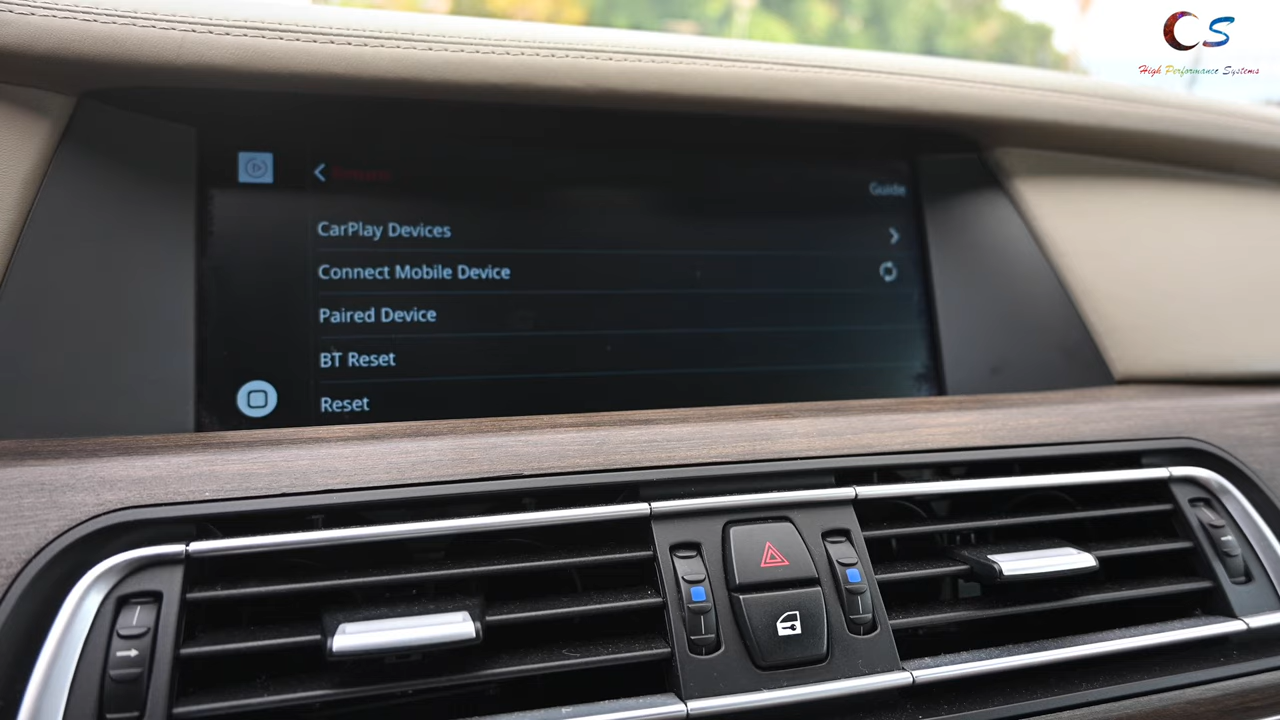 CS
High Performance Systems
Guide
CarPlay Devices
Connect Mobile Device
Paired Device
BT Reset
Reset